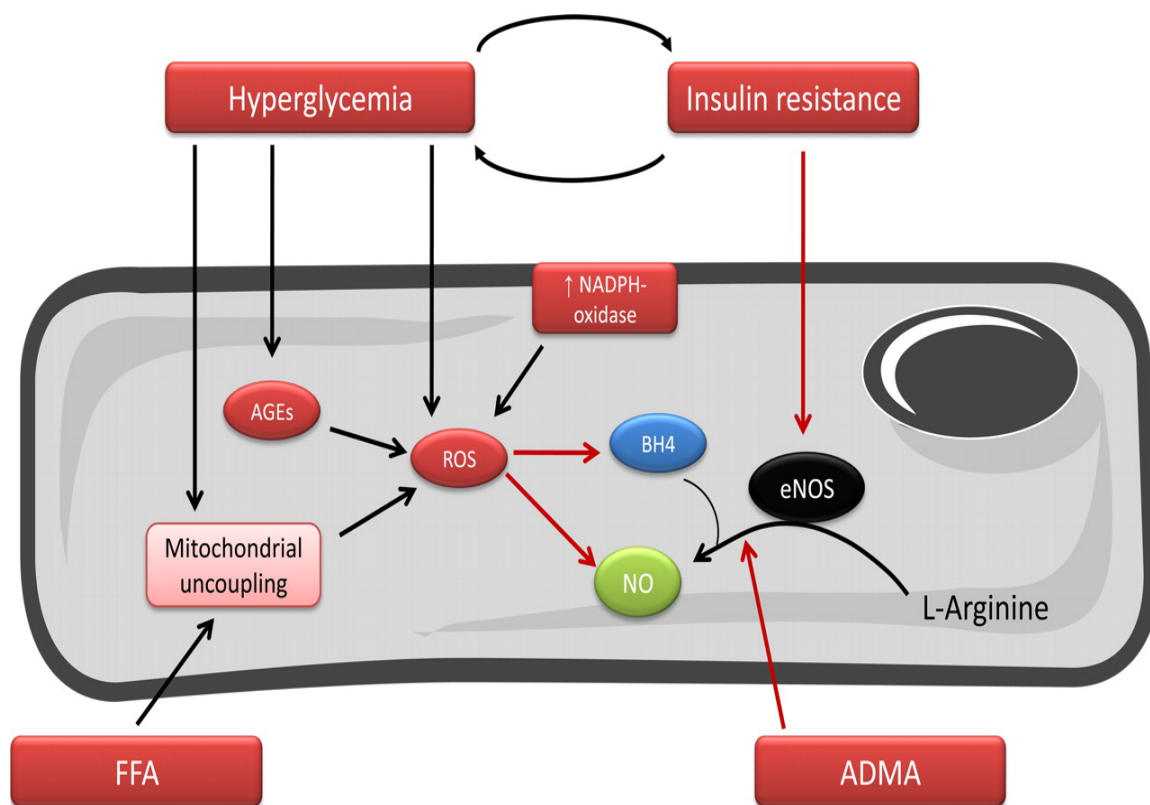 Hyperglycemia
Insulin resistance
↑ NADPH-
oxidase
AGEs
ROS
BH4
eNOS
Mitochondrial
uncoupling
NO
L-Arginine
FFA
ADMA